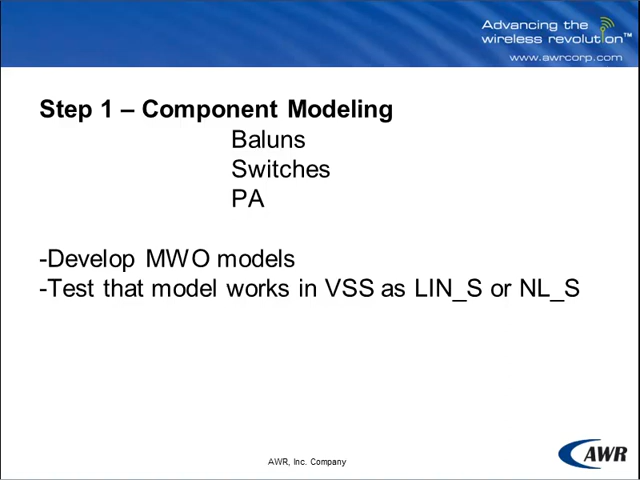 Advancing the
wireless revolution™
www.awrcorp.com
Step 1 – Component Modeling
Baluns
Switches
PA
-Develop MWO models
-Test that model works in VSS as LIN_S or NL_S
AWR, Inc. Company
AWR